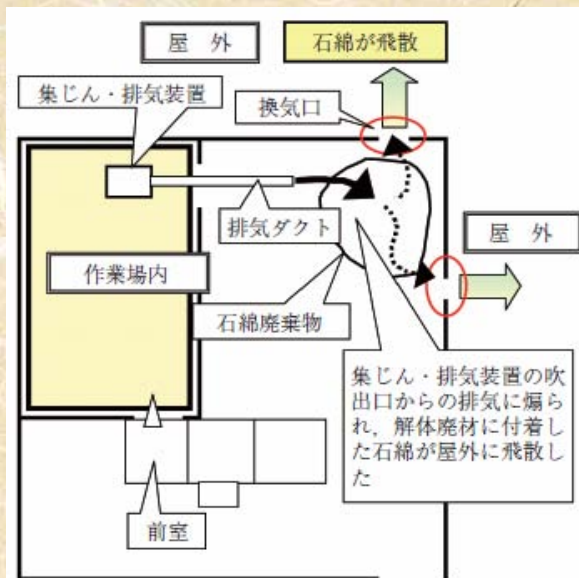 屋 外
石綿が飛散
集じん・排気装置
換気口
排気ダクト
屋 外
作業場内
石綿廃棄物
集じん・排気装置の吹
出口からの排気に煽ら
れ，解体廃材に付着し
た石綿が屋外に飛散し
た
前室